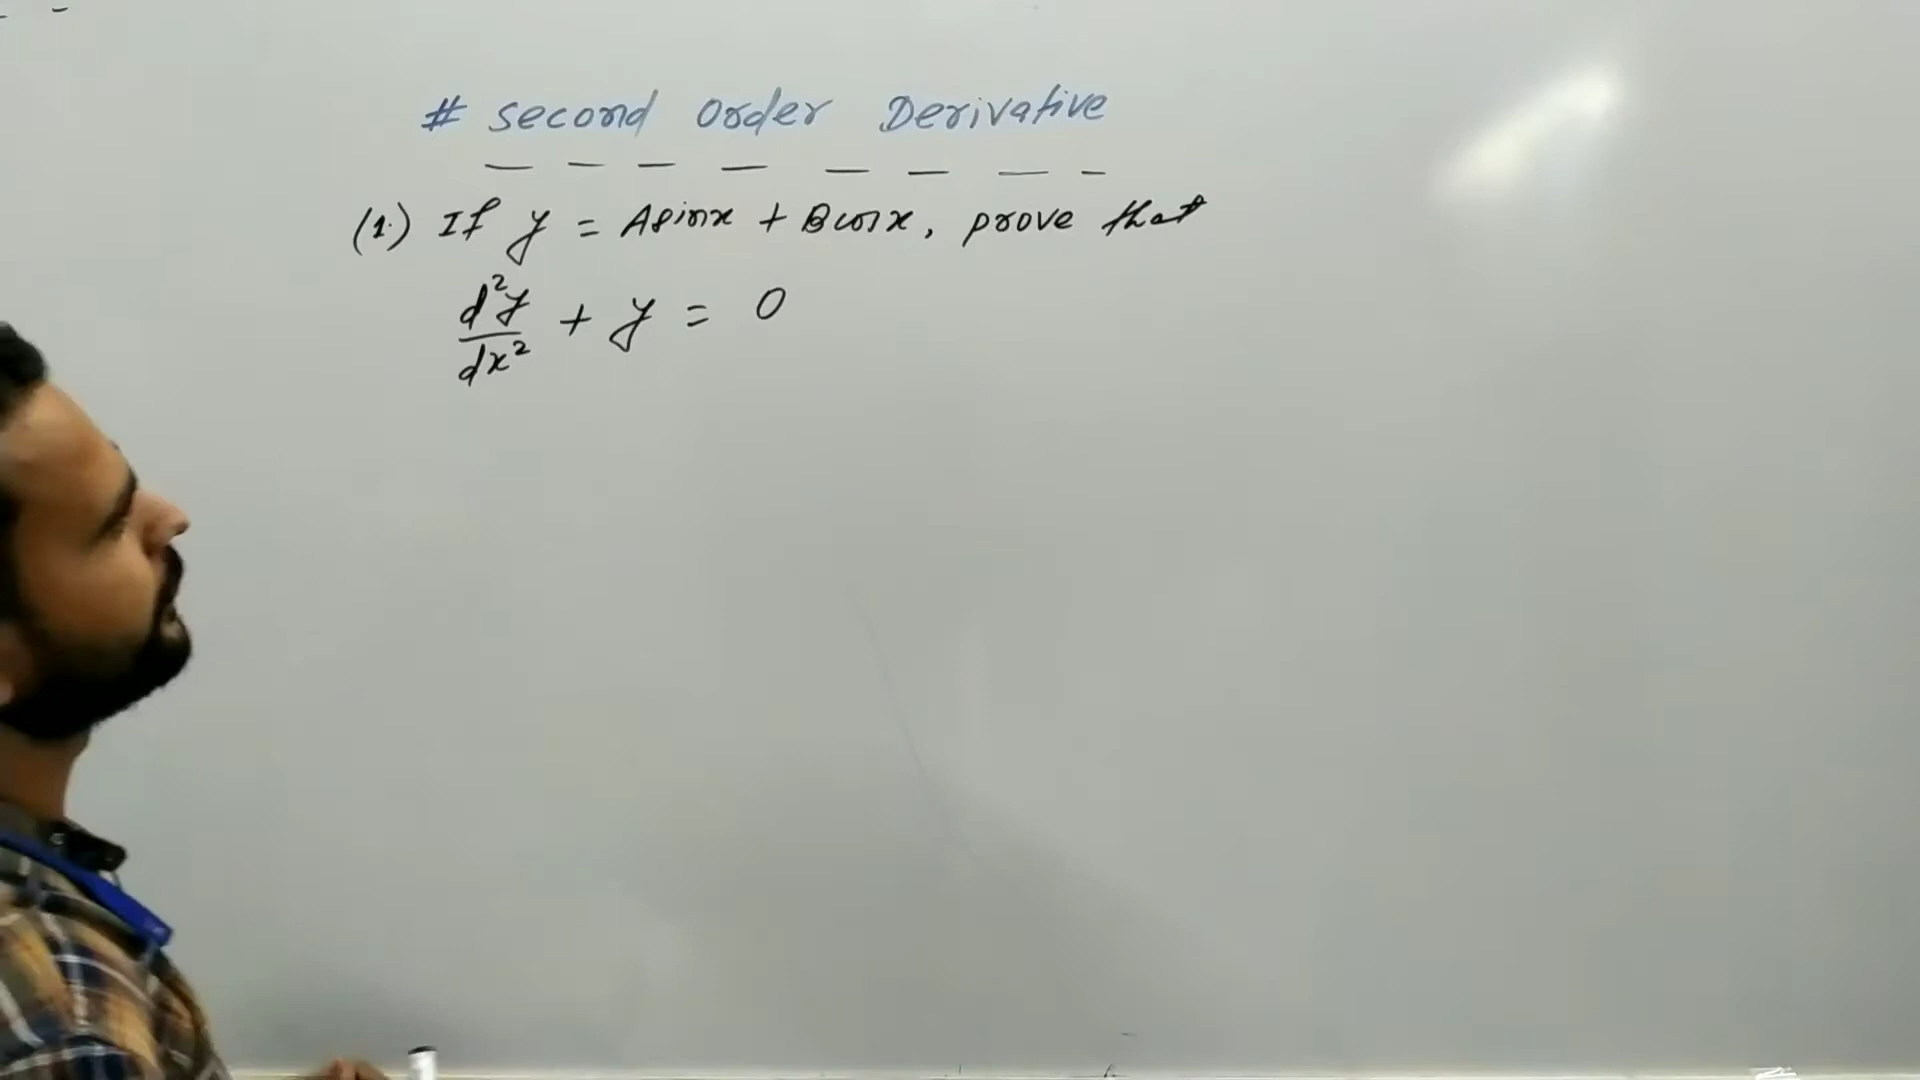 # Second Order Derivative
(1.) If y = Asinx + Bcosx, prove that
d²y/dx² + y = 0